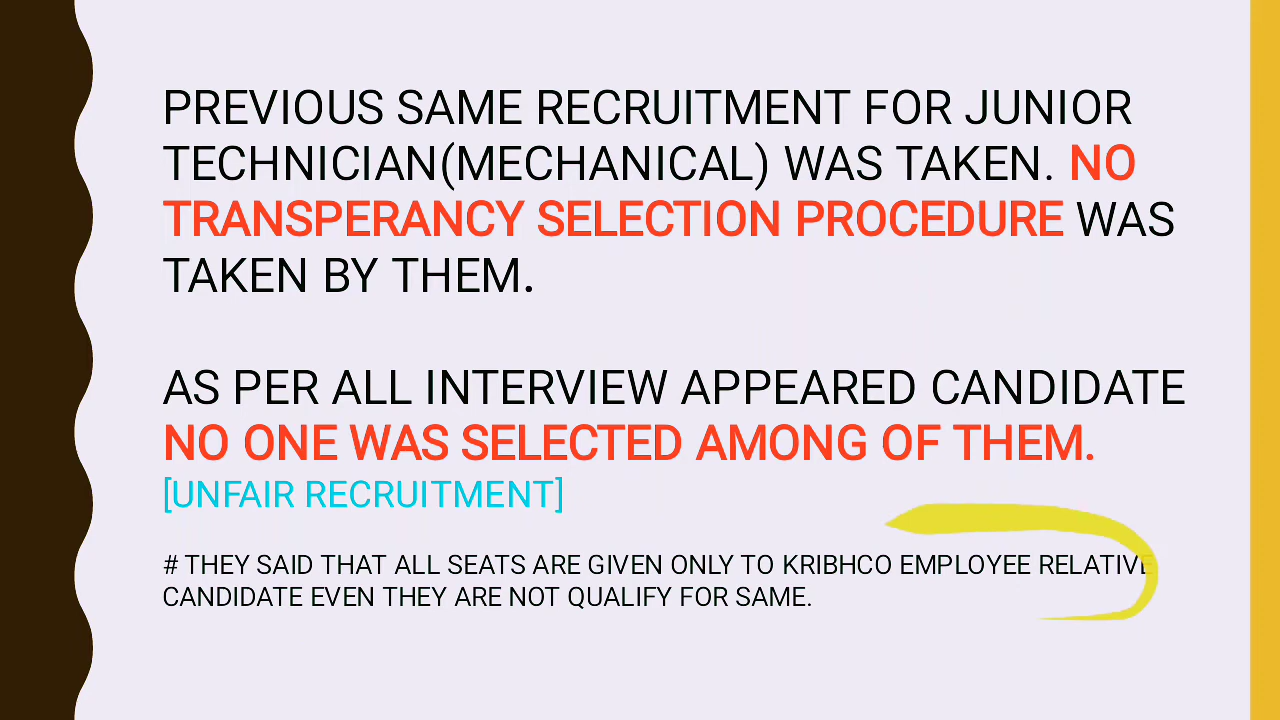 PREVIOUS SAME RECRUITMENT FOR JUNIOR
TECHNICIAN(MECHANICAL) WAS TAKEN. NO
TRANSPERANCY SELECTION PROCEDURE WAS
TAKEN BY THEM.
AS PER ALL INTERVIEW APPEARED CANDIDATE
NO ONE WAS SELECTED AMONG OF THEM.
[UNFAIR RECRUITMENT]
# THEY SAID THAT ALL SEATS ARE GIVEN ONLY TO KRIBHCO EMPLOYEE RELATIVE
CANDIDATE EVEN THEY ARE NOT QUALIFY FOR SAME.